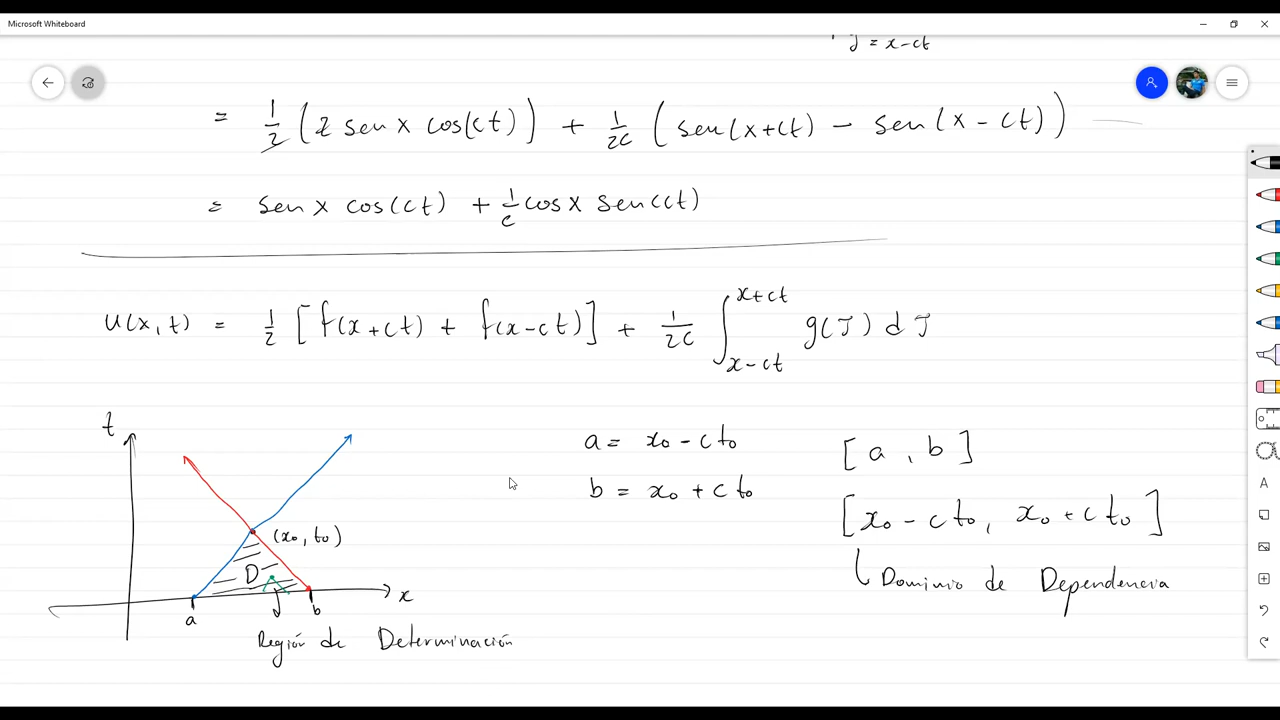 Microsoft Whiteboard
y = x-ct
= 1/2 (2 sen x cos(ct)) + 1/2c (sen(x+ct) - sen(x-ct))
= sen x cos(ct) + 1/c cos x sen(ct)
u(x,t) = 1/2 [f(x+ct) + f(x-ct)] + 1/2c ∫_{x-ct}^{x+ct} g(τ) dτ
t
a = x₀ - ct₀
[a, b]
b = x₀ + ct₀
[x₀ - ct₀, x₀ + ct₀]
(x₀, t₀)
D
Dominio de Dependencia
x
a
b
Región de Determinación
A